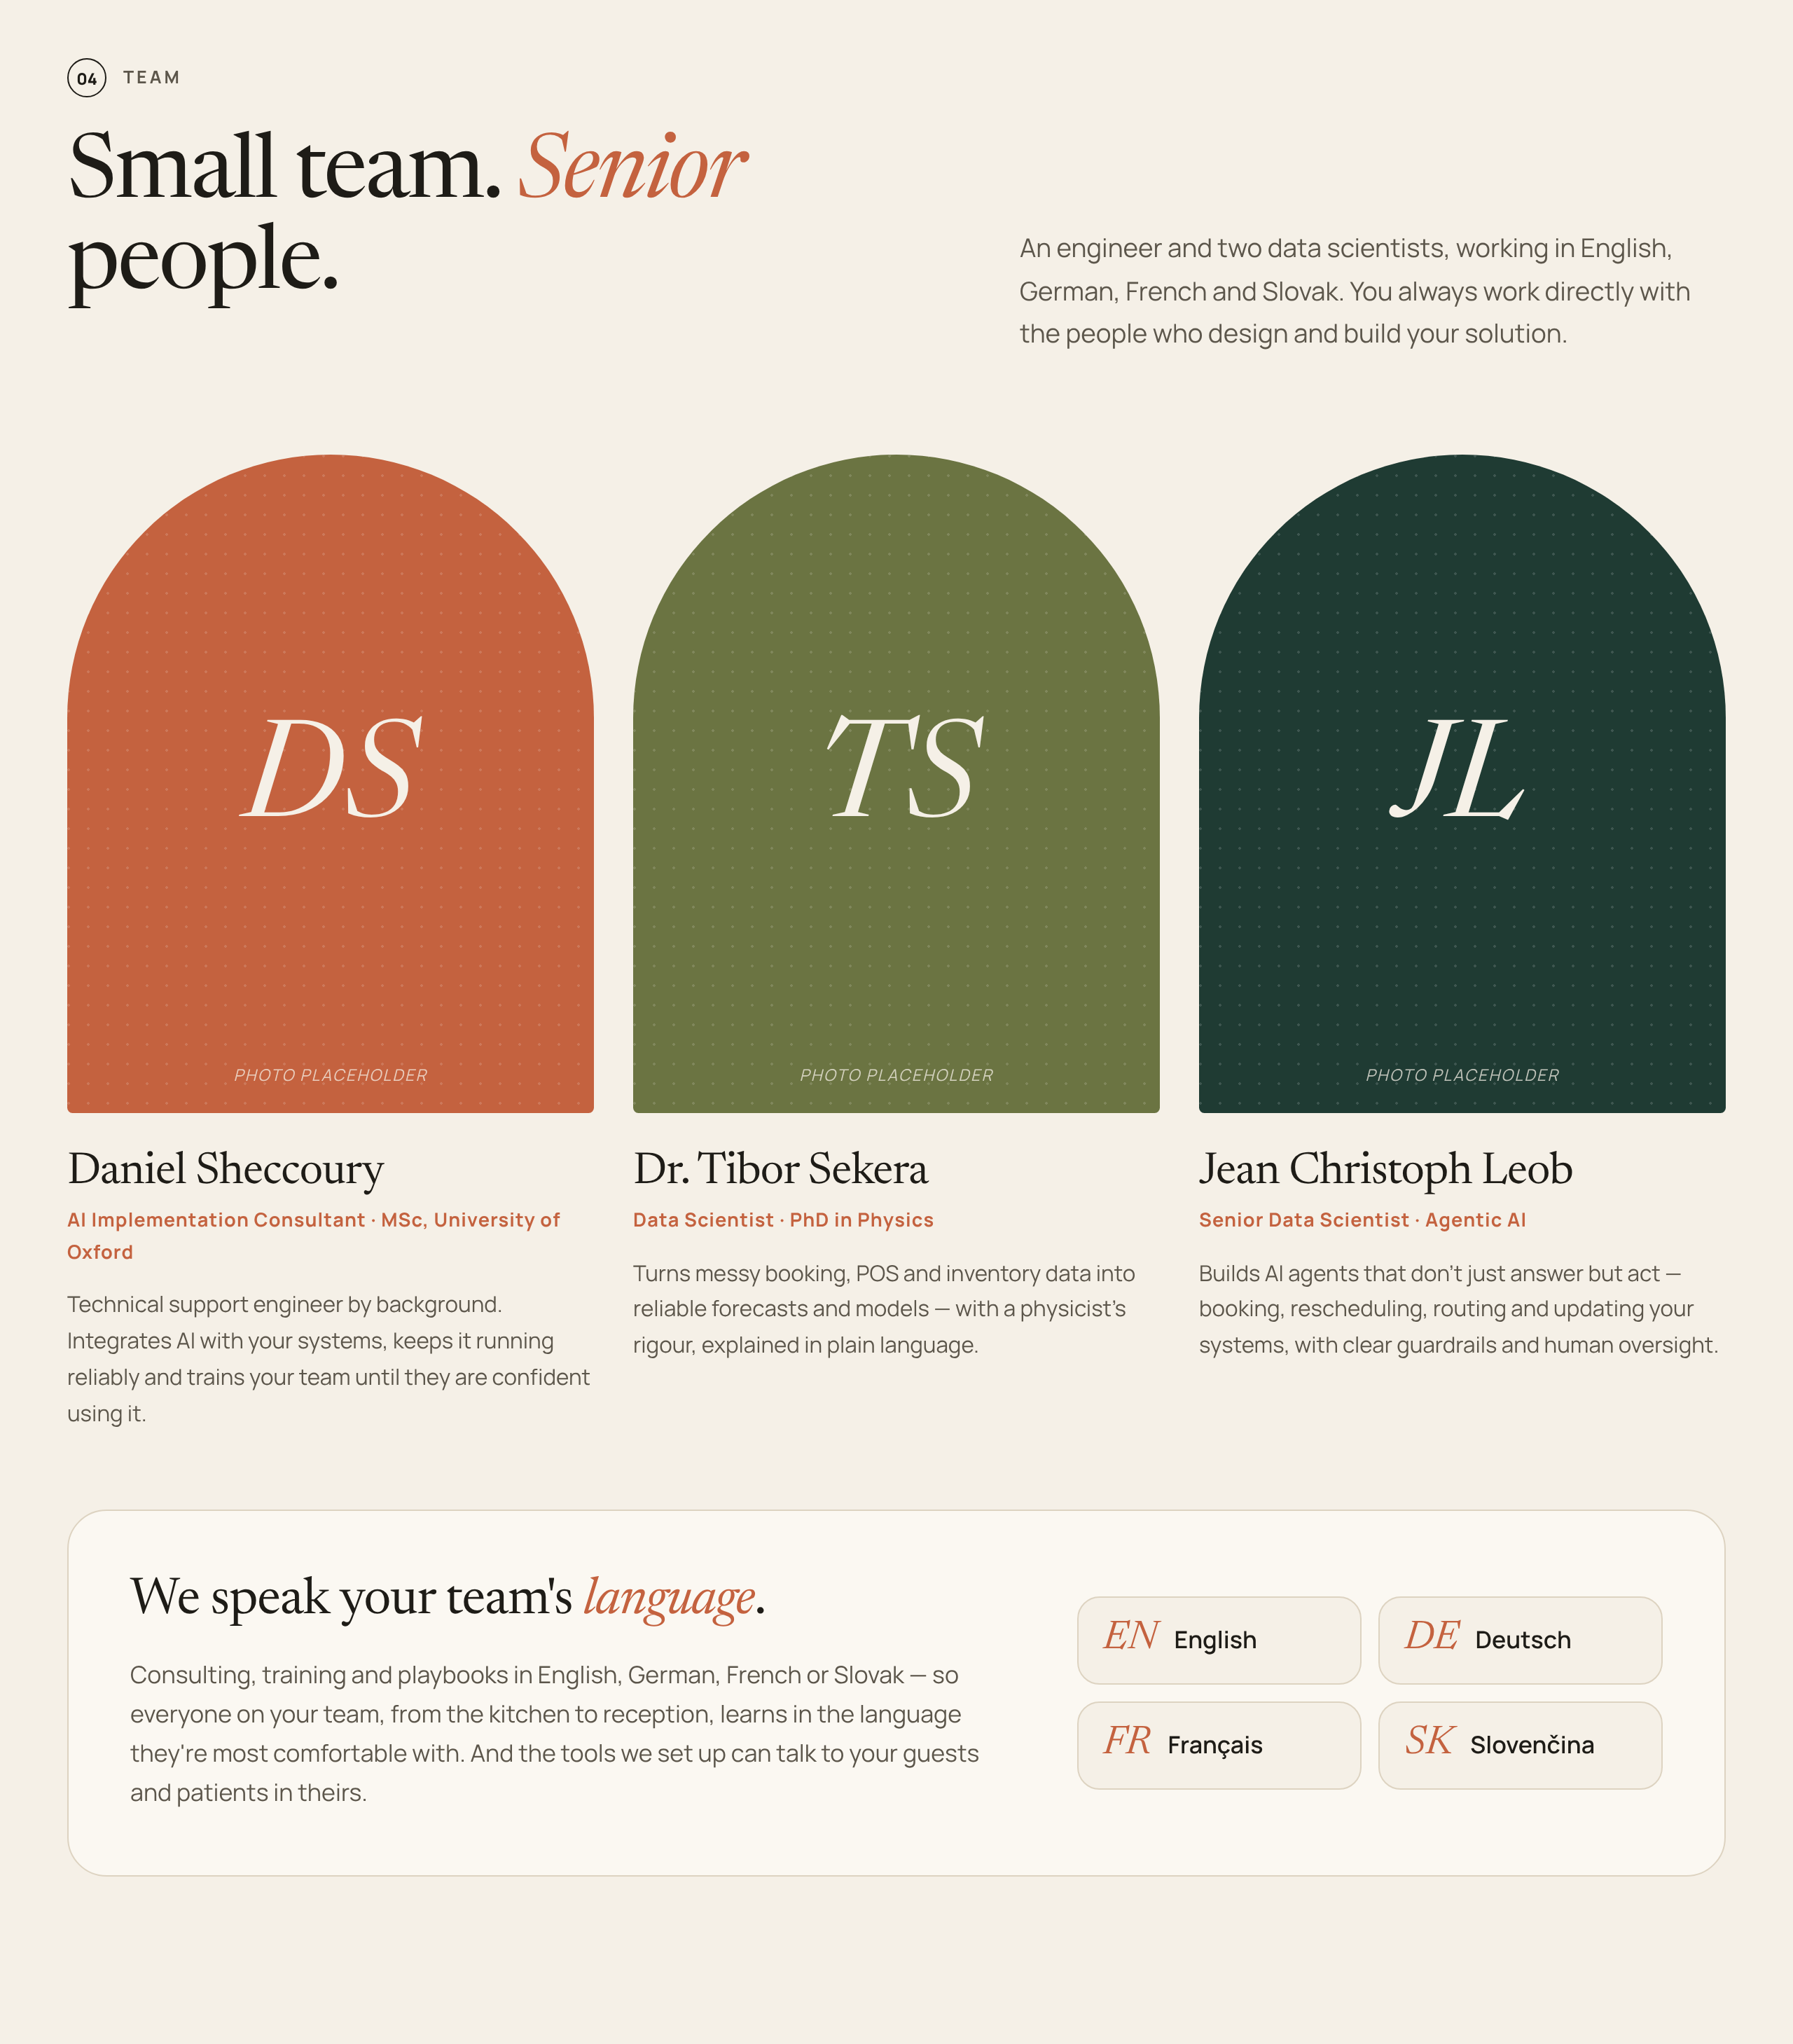 04 TEAM
Small team. Senior
people.
An engineer and two data scientists, working in English,
German, French and Slovak. You always work directly with
the people who design and build your solution.
DS
PHOTO PLACEHOLDER
Daniel Sheccoury
AI Implementation Consultant · MSc, University of
Oxford
Technical support engineer by background.
Integrates AI with your systems, keeps it running
reliably and trains your team until they are confident
using it.
TS
PHOTO PLACEHOLDER
Dr. Tibor Sekera
Data Scientist · PhD in Physics
Turns messy booking, POS and inventory data into
reliable forecasts and models — with a physicist’s
rigour, explained in plain language.
JL
PHOTO PLACEHOLDER
Jean Christoph Leob
Senior Data Scientist · Agentic AI
Builds AI agents that don’t just answer but act —
booking, rescheduling, routing and updating your
systems, with clear guardrails and human oversight.
We speak your team's language.
Consulting, training and playbooks in English, German, French or Slovak — so
everyone on your team, from the kitchen to reception, learns in the language
they're most comfortable with. And the tools we set up can talk to your guests
and patients in theirs.
EN English
DE Deutsch
FR Français
SK Slovenčina